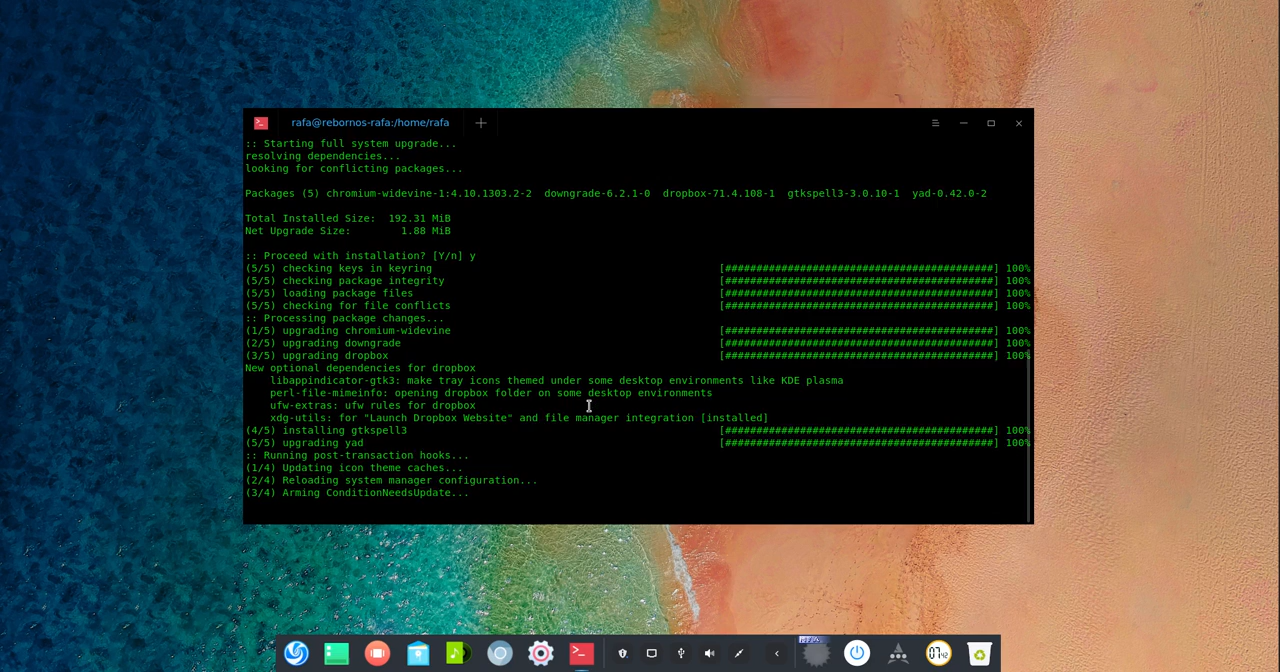 rafa@rebornos-rafa:/home/rafa
:: Starting full system upgrade...
resolving dependencies...
looking for conflicting packages...
Packages (5) chromium-widevine-1:4.10.1303.2-2  downgrade-6.2.1-0  dropbox-71.4.108-1  gtkspell3-3.0.10-1  yad-0.42.0-2
Total Installed Size:  192.31 MiB
Net Upgrade Size:        1.88 MiB
:: Proceed with installation? [Y/n] y
(5/5) checking keys in keyring [###########################################] 100%
(5/5) checking package integrity [###########################################] 100%
(5/5) loading package files [###########################################] 100%
(5/5) checking for file conflicts [###########################################] 100%
:: Processing package changes...
(1/5) upgrading chromium-widevine [###########################################] 100%
(2/5) upgrading downgrade [###########################################] 100%
(3/5) upgrading dropbox [###########################################] 100%
New optional dependencies for dropbox
    libappindicator-gtk3: make tray icons themed under some desktop environments like KDE plasma
    perl-file-mimeinfo: opening dropbox folder on some desktop environments
    ufw-extras: ufw rules for dropbox
    xdg-utils: for "Launch Dropbox Website" and file manager integration [installed]
(4/5) installing gtkspell3 [###########################################] 100%
(5/5) upgrading yad [###########################################] 100%
:: Running post-transaction hooks...
(1/4) Updating icon theme caches...
(2/4) Reloading system manager configuration...
(3/4) Arming ConditionNeedsUpdate...
07 42